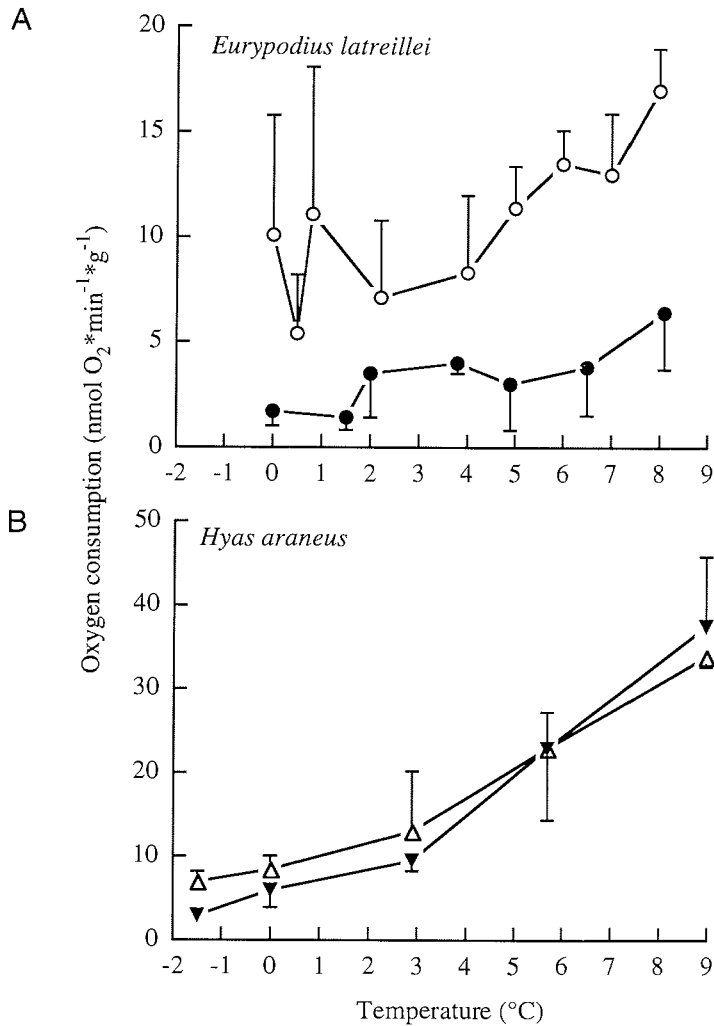 A
Eurypodius latreillei
20
15
10
5
0
-2 -1 0 1 2 3 4 5 6 7 8 9
Oxygen consumption (nmol O2*min-1*g-1)
B
Hyas araneus
50
40
30
20
10
0
-2 -1 0 1 2 3 4 5 6 7 8 9
Temperature (°C)